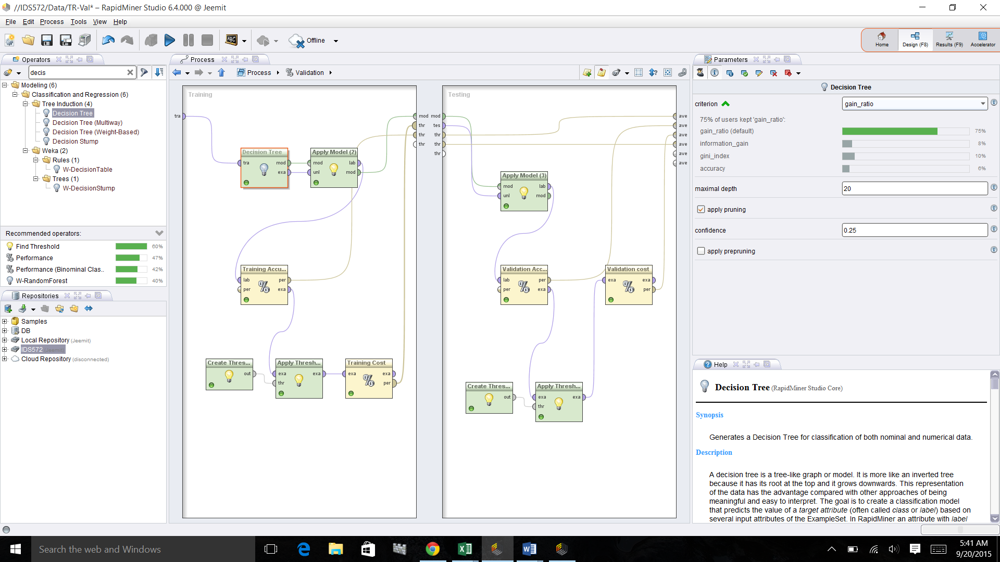 //IDS572/Data/TR-Val* – RapidMiner Studio 6.4.000 @ Jeemit
File Edit Process Tools View Help
ABC Offline
Home Design (F8) Results (F9) Accelerator
Operators
decis
Modeling (6)
Classification and Regression (6)
Tree Induction (4)
Decision Tree
Decision Tree (Multiway)
Decision Tree (Weight-Based)
Decision Stump
Weka (2)
Rules (1)
W-DecisionTable
Trees (1)
W-DecisionStump
Recommended operators:
Find Threshold 60%
Performance 47%
Performance (Binominal Clas.. 42%
W-RandomForest 40%
Repositories
Samples
DB
Local Repository (Jeemit)
IDS572 (Jeemit)
Cloud Repository (disconnected)
Process
Process Validation
Training
tra
mod
thr
thr
thr
Decision Tree
tra mod
exa
Apply Model (2)
mod lab
unl mod
Training Accu...
lab per
per exa
Create Thres...
out
Apply Thresh...
exa exa
thr
Training Cost
exa exa
per
Testing
mod
tes
thr
thr
thr
ave
ave
ave
ave
ave
ave
Apply Model (3)
mod lab
unl mod
Validation Acc...
lab per
per exa
Validation cost
exa exa
per
Create Thres...
out
Apply Thresh...
exa exa
thr
Parameters
Decision Tree
criterion gain_ratio
75% of users kept 'gain_ratio':
gain_ratio (default) 75%
information_gain 8%
gini_index 10%
accuracy 6%
maximal depth 20
apply pruning
confidence 0.25
apply prepruning
Help
Decision Tree (RapidMiner Studio Core)
Synopsis
Generates a Decision Tree for classification of both nominal and numerical data.
Description
A decision tree is a tree-like graph or model. It is more like an inverted tree
because it has its root at the top and it grows downwards. This representation
of the data has the advantage compared with other approaches of being
meaningful and easy to interpret. The goal is to create a classification model
that predicts the value of a target attribute (often called class or label) based on
several input attributes of the ExampleSet. In RapidMiner an attribute with label
Search the web and Windows
5:41 AM
9/20/2015